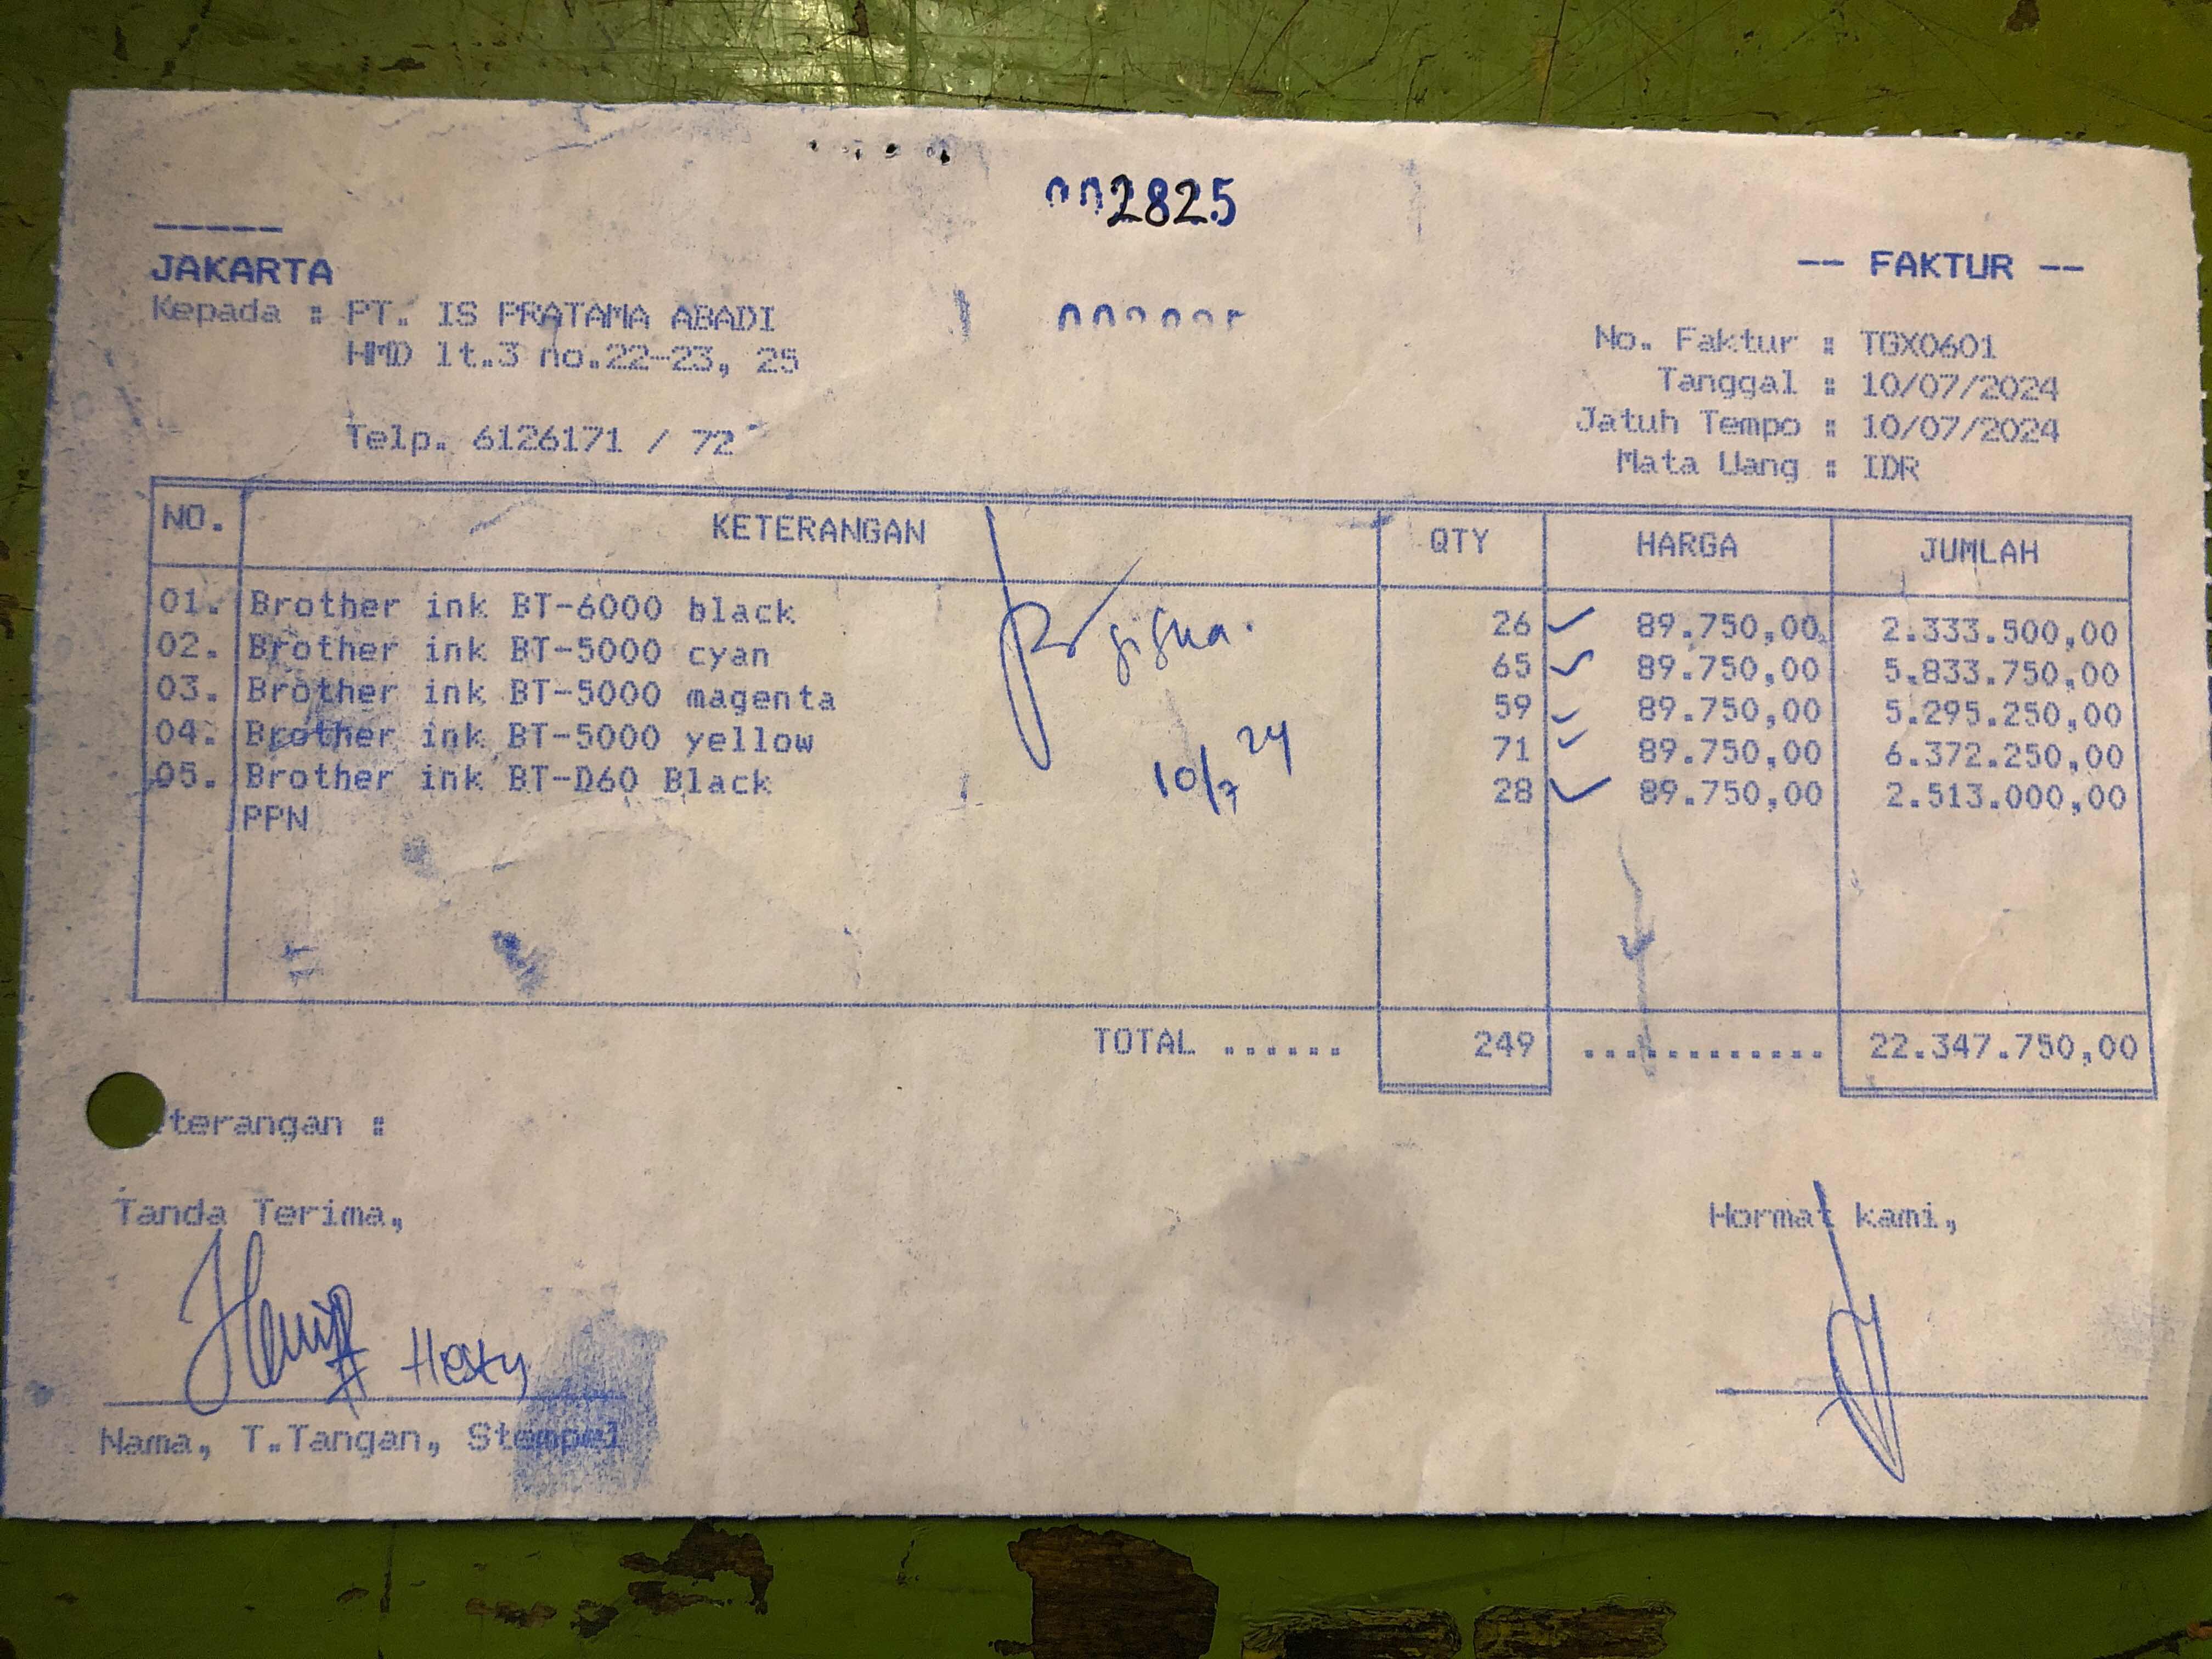 002825
-----
JAKARTA
-- FAKTUR --
Kepada : PT. IS PRATAMA ABADI
HMD lt.3 no.22-23, 25
Telp. 6126171 / 72
No. Faktur : TGX0601
Tanggal : 10/07/2024
Jatuh Tempo : 10/07/2024
Mata Uang : IDR
NO. KETERANGAN QTY HARGA JUMLAH
01. Brother ink BT-6000 black 26 89.750,00 2.333.500,00
02. Brother ink BT-5000 cyan 65 89.750,00 5.833.750,00
03. Brother ink BT-5000 magenta 59 89.750,00 5.295.250,00
04. Brother ink BT-5000 yellow 71 89.750,00 6.372.250,00
05. Brother ink BT-D60 Black 28 89.750,00 2.513.000,00
PPN
10/7 24
TOTAL ...... 249 ............ 22.347.750,00
terangan :
Tanda Terima,
Hormat kami,
Hesty
Nama, T.Tangan, Stempel